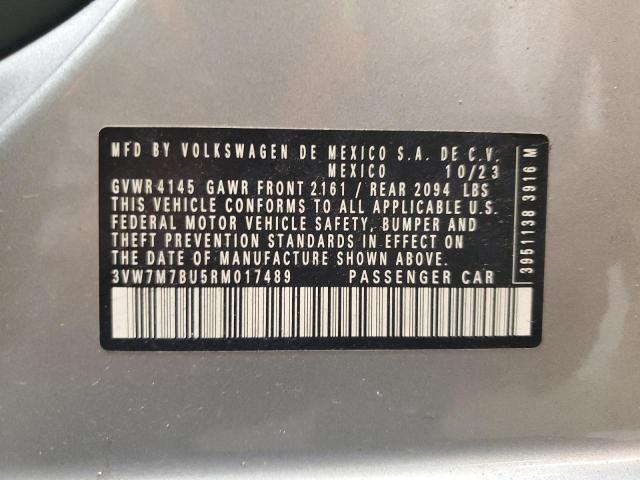 MFD BY VOLKSWAGEN DE MEXICO S.A. DE C.V.
MEXICO 10/23
GVWR 4145 GAWR FRONT 2161 / REAR 2094 LBS
THIS VEHICLE CONFORMS TO ALL APPLICABLE U.S.
FEDERAL MOTOR VEHICLE SAFETY, BUMPER AND
THEFT PREVENTION STANDARDS IN EFFECT ON
THE DATE OF MANUFACTURE SHOWN ABOVE.
3VW7M7BU5RM017489 PASSENGER CAR
3951138 3916 M